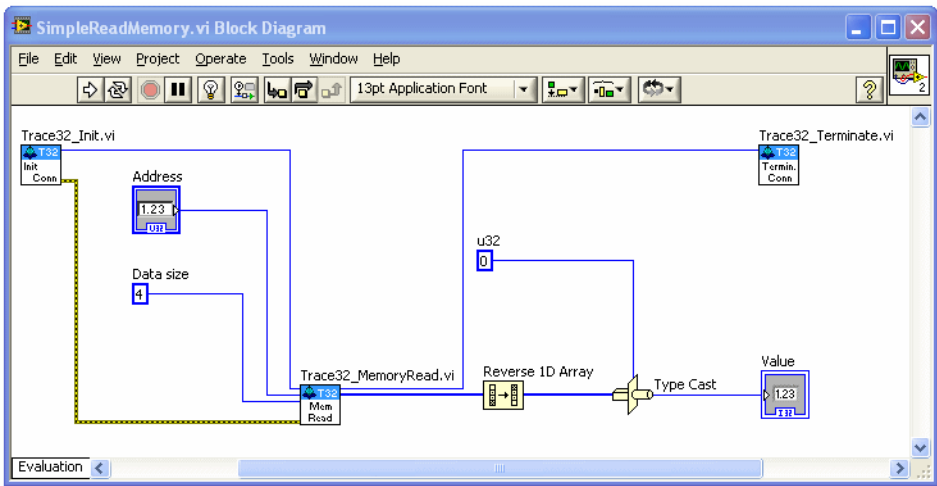 SimpleReadMemory.vi Block Diagram
File Edit View Project Operate Tools Window Help
13pt Application Font
2
Trace32_Init.vi
T32
Init
Conn
Trace32_Terminate.vi
T32
Termin.
Conn
Address
1.23
U32
u32
0
Data size
4
Trace32_MemoryRead.vi
T32
Mem
Read
Reverse 1D Array
Type Cast
Value
1.23
I32
Evaluation